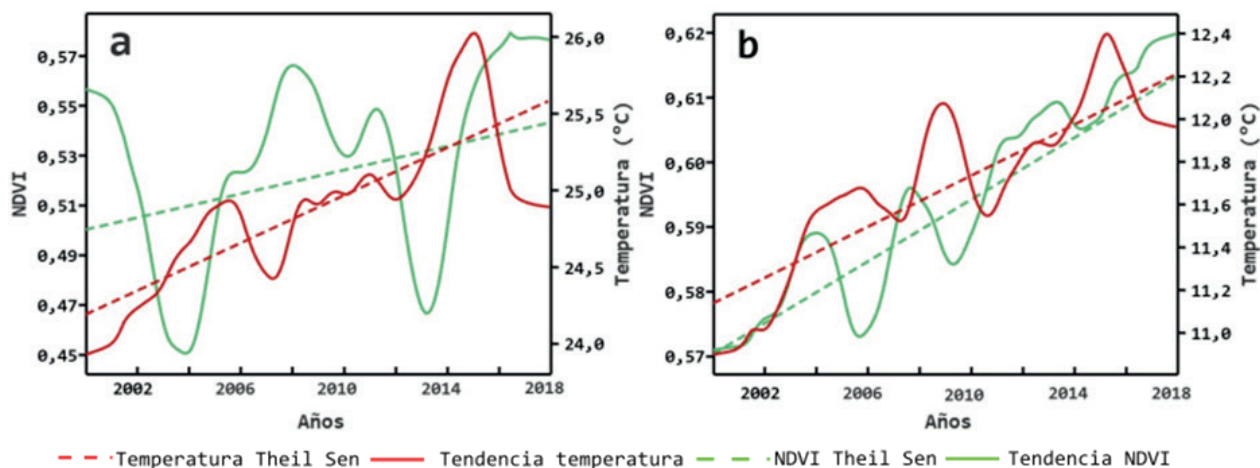 a
NDVI
0,57
0,55
0,53
0,51
0,49
0,47
0,45
26,0
25,5
25,0
24,5
24,0
Temperatura (°C)
2002 2006 2010 2014 2018
Años
b
NDVI
0,62
0,61
0,60
0,59
0,58
0,57
12,4
12,2
12,0
11,8
11,6
11,4
11,2
11,0
Temperatura (°C)
2002 2006 2010 2014 2018
Años
Temperatura Theil Sen Tendencia temperatura NDVI Theil Sen Tendencia NDVI